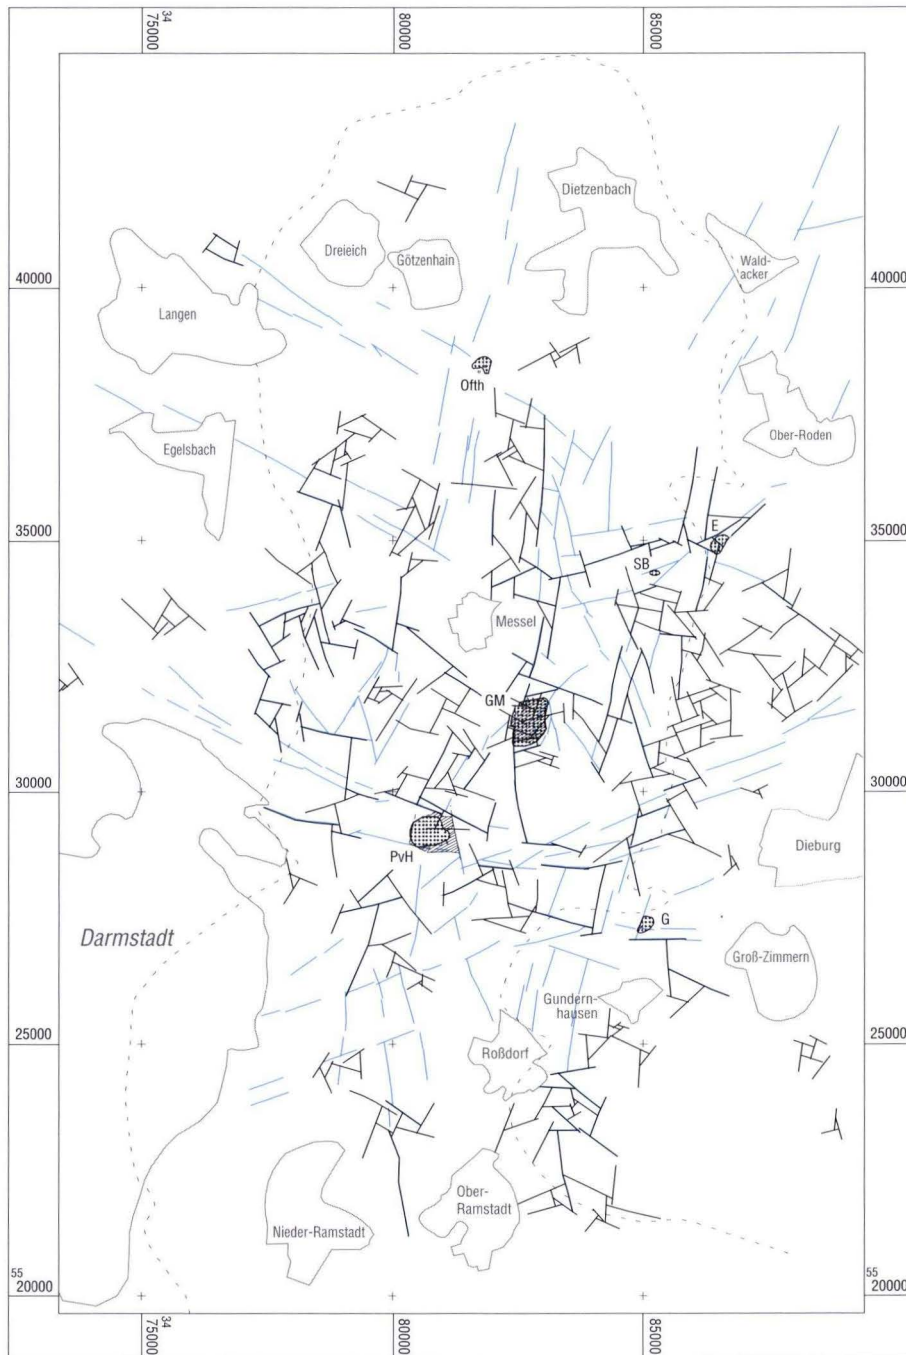 34
75000
80000
85000
Dietzenbach
Dreieich
Götzenhain
Wald-
acker
40000
40000
Langen
Ofth
Ober-Roden
Egelsbach
35000
E
35000
SB
Messel
GM
30000
30000
PvH
Dieburg
G
Darmstadt
Groß-Zimmern
Gundern-
hausen
25000
25000
Roßdorf
Ober-
Ramstadt
Nieder-Ramstadt
55
20000
55
20000
34
75000
80000
85000